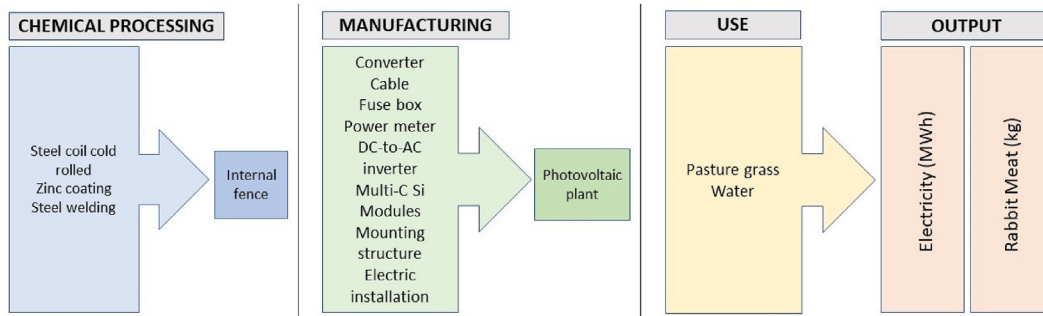 CHEMICAL PROCESSING
Steel coil cold
rolled
Zinc coating
Steel welding
Internal
fence
MANUFACTURING
Converter
Cable
Fuse box
Power meter
DC-to-AC
inverter
Multi-C Si
Modules
Mounting
structure
Electric
installation
Photovoltaic
plant
USE
Pasture grass
Water
OUTPUT
Electricity (MWh)
Rabbit Meat (kg)